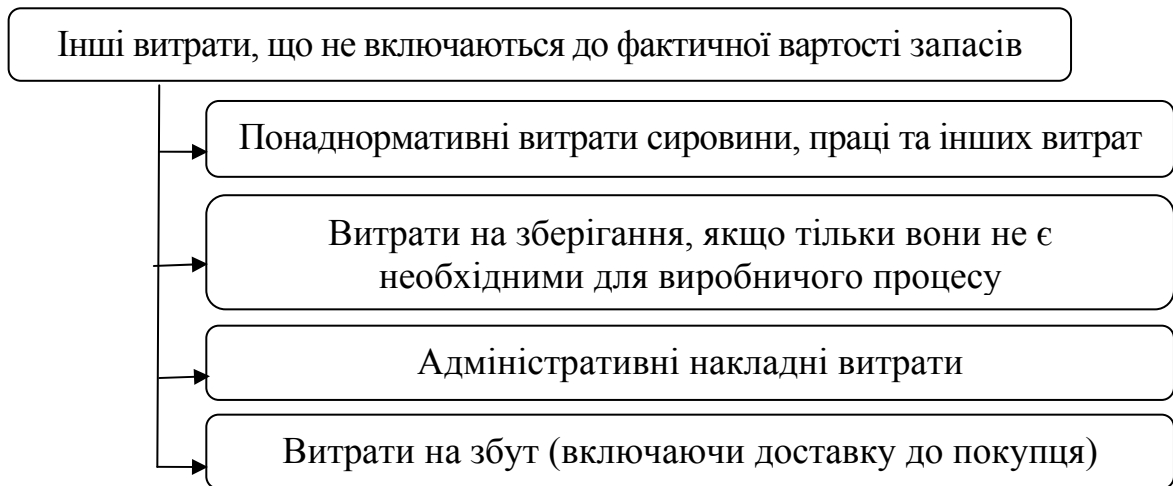 Інші витрати, що не включаються до фактичної вартості запасів
Понаднормативні витрати сировини, праці та інших витрат
Витрати на зберігання, якщо тільки вони не є
необхідними для виробничого процесу
Адміністративні накладні витрати
Витрати на збут (включаючи доставку до покупця)